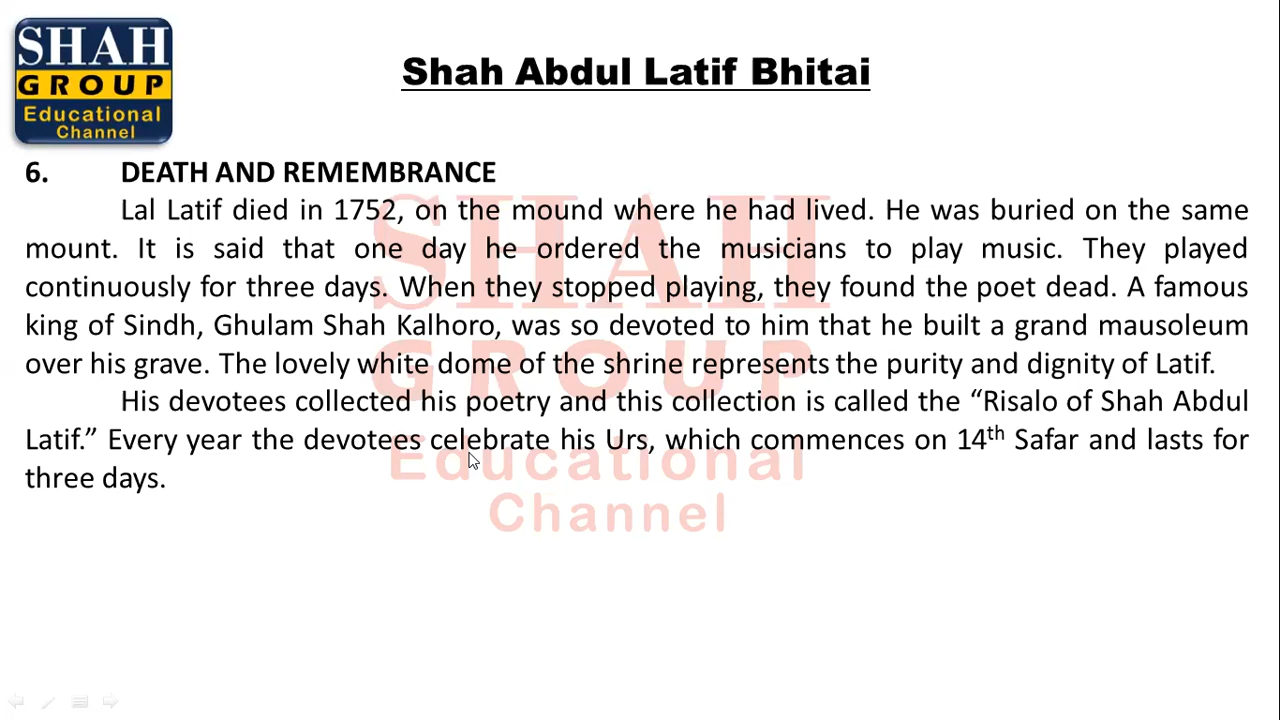 SHAH
GROUP
Educational
Channel
Shah Abdul Latif Bhitai
6. DEATH AND REMEMBRANCE
Lal Latif died in 1752, on the mound where he had lived. He was buried on the same
mount. It is said that one day he ordered the musicians to play music. They played
continuously for three days. When they stopped playing, they found the poet dead. A famous
king of Sindh, Ghulam Shah Kalhoro, was so devoted to him that he built a grand mausoleum
over his grave. The lovely white dome of the shrine represents the purity and dignity of Latif.
His devotees collected his poetry and this collection is called the “Risalo of Shah Abdul
Latif.” Every year the devotees celebrate his Urs, which commences on 14th Safar and lasts for
three days.
SHAH
GROUP
Educational
Channel